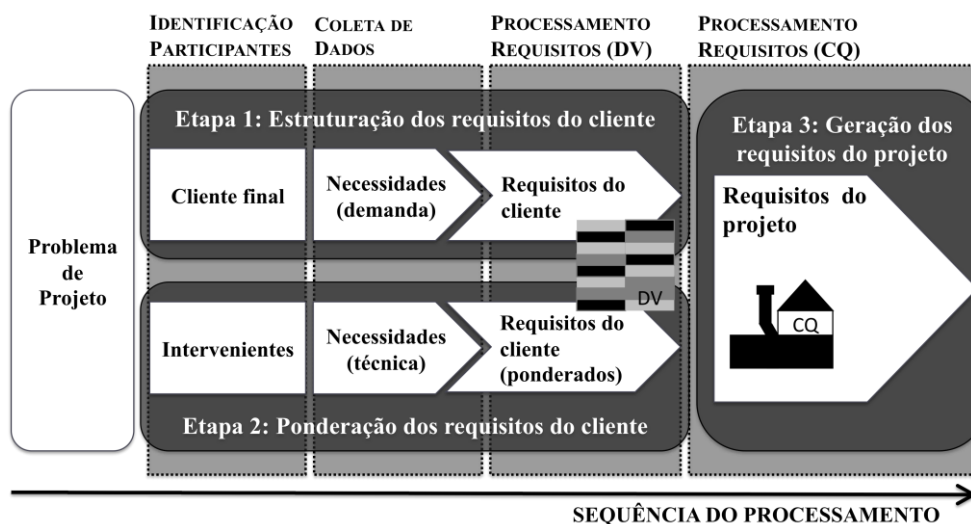 IDENTIFICAÇÃO
PARTICIPANTES
COLETA DE
DADOS
PROCESSAMENTO
REQUISITOS (DV)
PROCESSAMENTO
REQUISITOS (CQ)
Problema
de
Projeto
Etapa 1: Estruturação dos requisitos do cliente
Cliente final
Necessidades
(demanda)
Requisitos do
cliente
DV
Intervenientes
Necessidades
(técnica)
Requisitos do
cliente
(ponderados)
Etapa 2: Ponderação dos requisitos do cliente
Etapa 3: Geração dos
requisitos do projeto
Requisitos do
projeto
CQ
SEQUÊNCIA DO PROCESSAMENTO